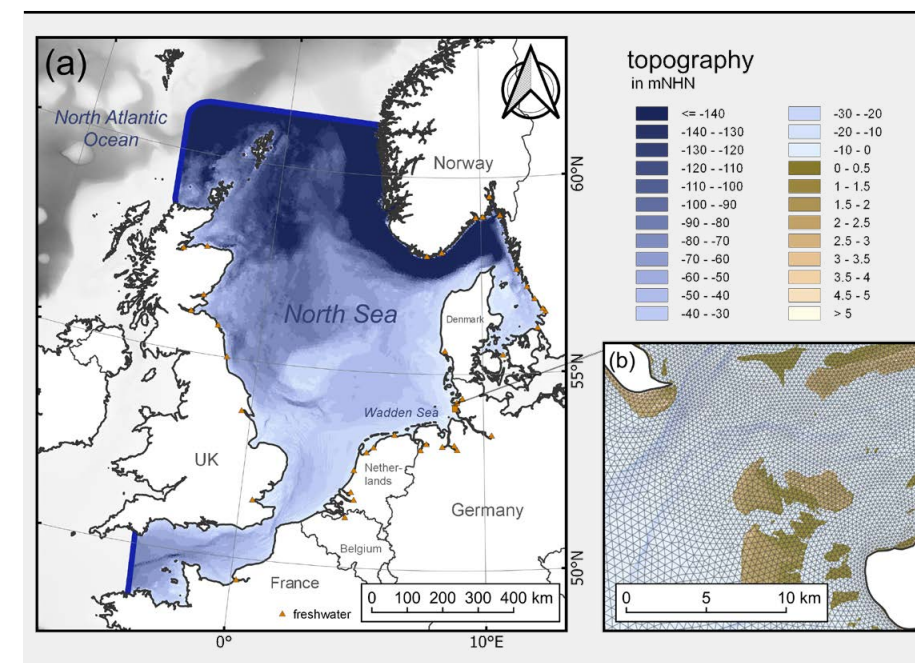 (a)
North Atlantic
Ocean
Norway
60°N
North Sea
Denmark
55°N
Wadden Sea
UK
Nether-
lands
Germany
Belgium
50°N
France
freshwater
0 100 200 300 400 km
0°
10°E
topography
in mNHN
<= -140
-140 - -130
-130 - -120
-120 - -110
-110 - -100
-100 - -90
-90 - -80
-80 - -70
-70 - -60
-60 - -50
-50 - -40
-40 - -30
-30 - -20
-20 - -10
-10 - 0
0 - 0.5
1 - 1.5
1.5 - 2
2 - 2.5
2.5 - 3
3 - 3.5
3.5 - 4
4.5 - 5
> 5
(b)
0 5 10 km